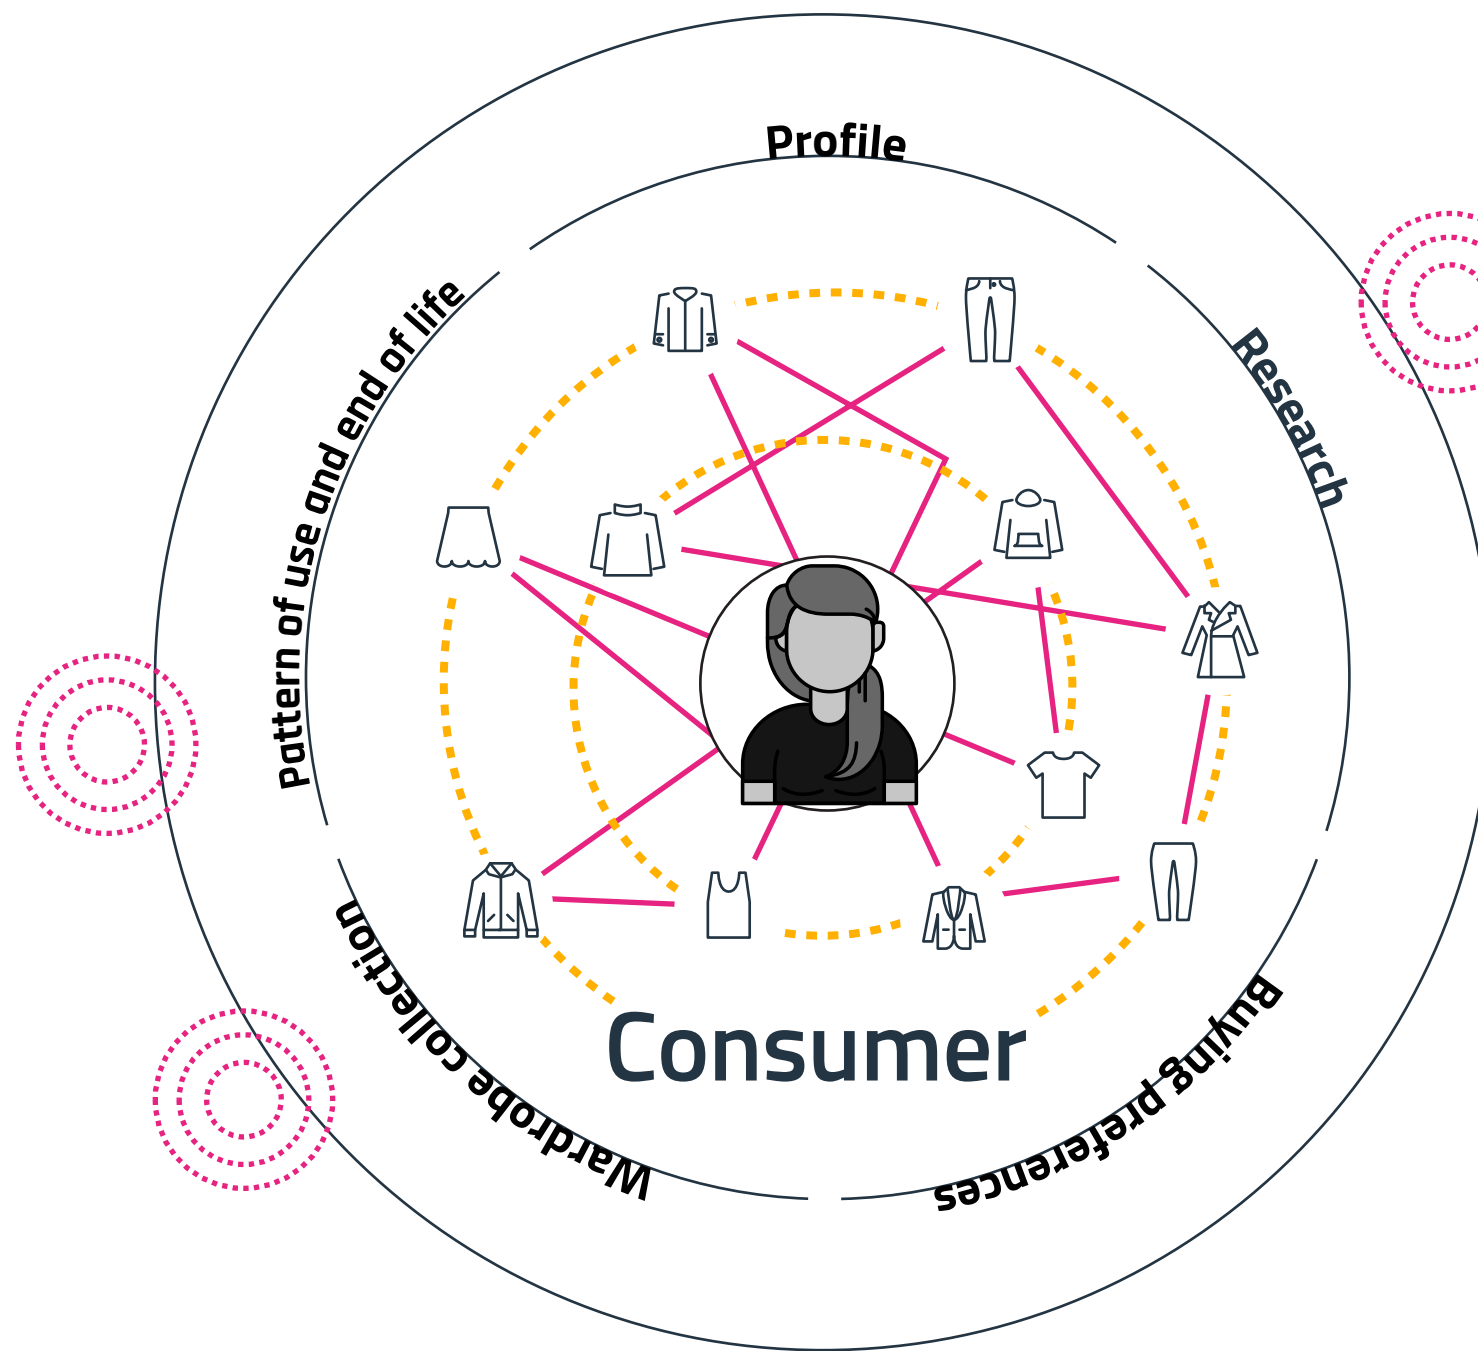 Profile
Research
Buying preferences
Wardrobe collection
Pattern of use and end of life
Consumer